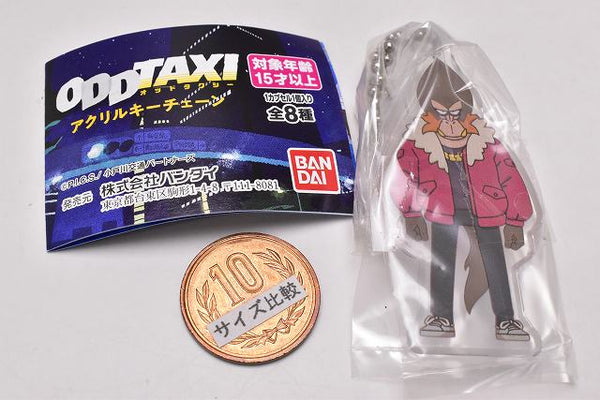 ODDTAXI
オッドタクシー
アクリルキーチェーン
対象年齢
15才以上
1カプセル1個入り
全8種
©P.I.C.S./小戸川交通パートナーズ
発売元 株式会社バンダイ
東京都台東区駒形1-4-8 〒111-8081
BAN
DAI
10
サイズ比較